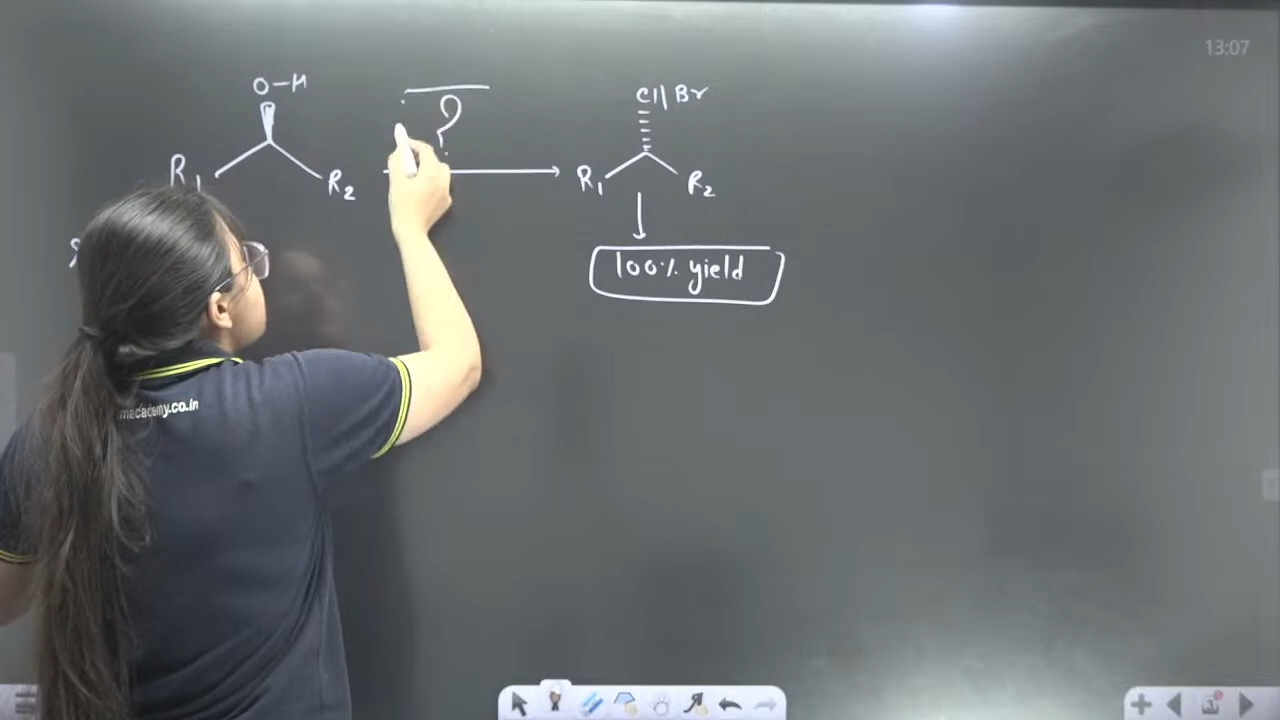 13:07
O-H
?
Cl|Br
R1
R2
R1
R2
100% yield
macademy.co.in